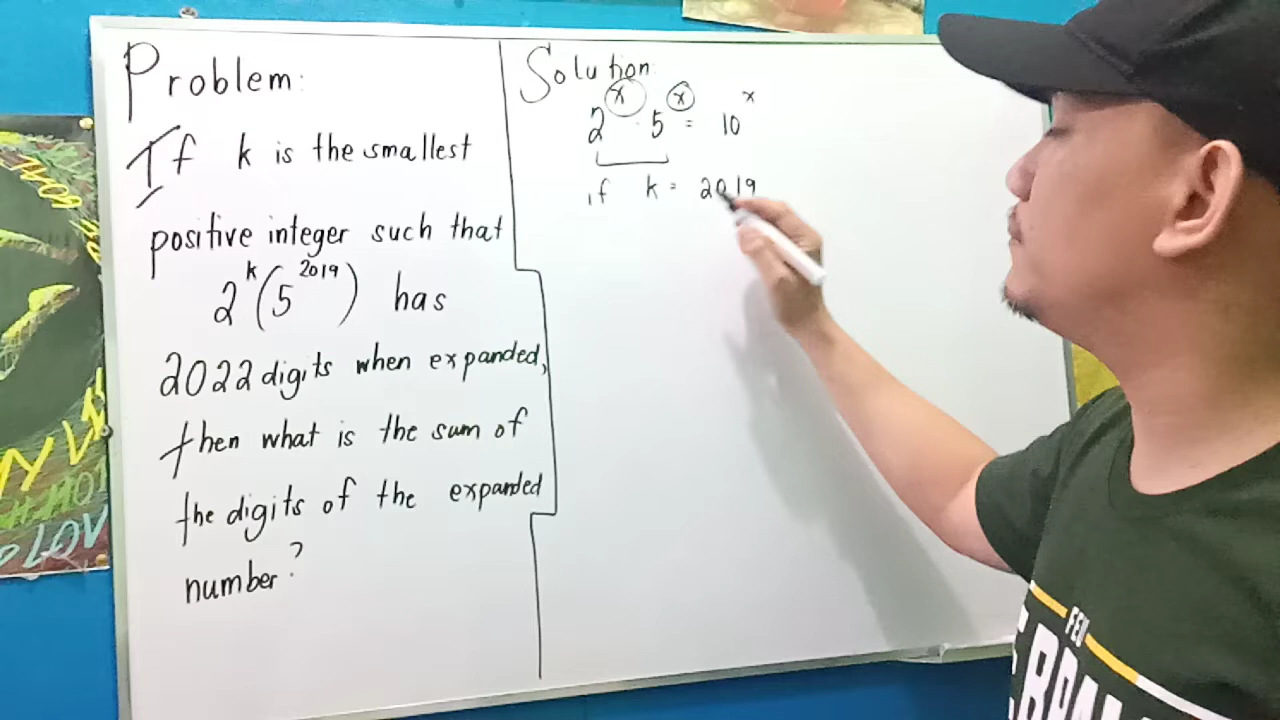 Problem:
If k is the smallest
positive integer such that
2^k (5^2019) has
2022 digits when expanded,
then what is the sum of
the digits of the expanded
number?
Solution:
2^x · 5^x = 10^x
if k = 2019
FEU